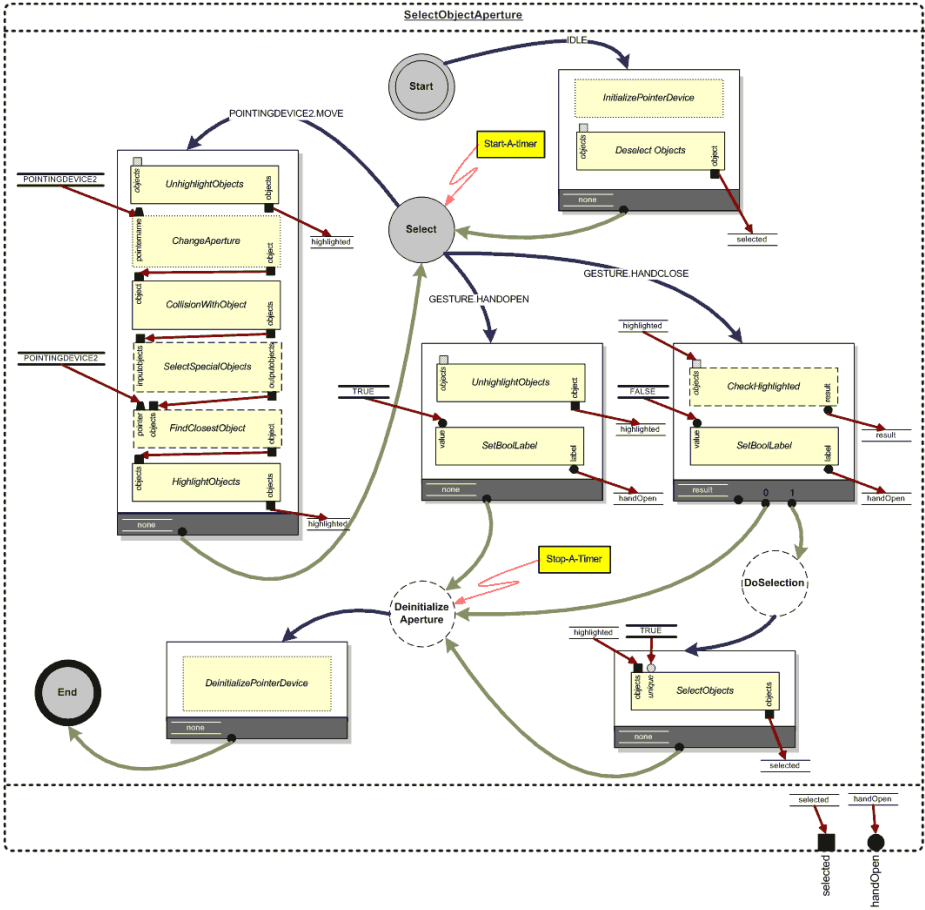 SelectObjectAperture
Start
IDLE
InitializePointerDevice
objects
Deselect Objects
object
none
selected
POINTINGDEVICE2.MOVE
Start-A-timer
Select
POINTINGDEVICE2
objects
UnhighlightObjects
objects
highlighted
pointername
ChangeAperture
object
object
CollisionWithObject
objects
POINTINGDEVICE2
inputobjects
SelectSpecialObjects
outputobjects
pointer
objects
FindClosestObject
object
objects
HighlightObjects
objects
highlighted
none
GESTURE.HANDOPEN
GESTURE.HANDCLOSE
TRUE
objects
UnhighlightObjects
object
highlighted
value
SetBoolLabel
label
handOpen
none
highlighted
FALSE
objects
CheckHighlighted
result
result
value
SetBoolLabel
label
handOpen
result
0
1
Stop-A-Timer
Deinitialize
Aperture
DoSelection
highlighted
TRUE
objects
unique
SelectObjects
objects
none
selected
DeinitializePointerDevice
none
End
selected
handOpen
selected
handOpen